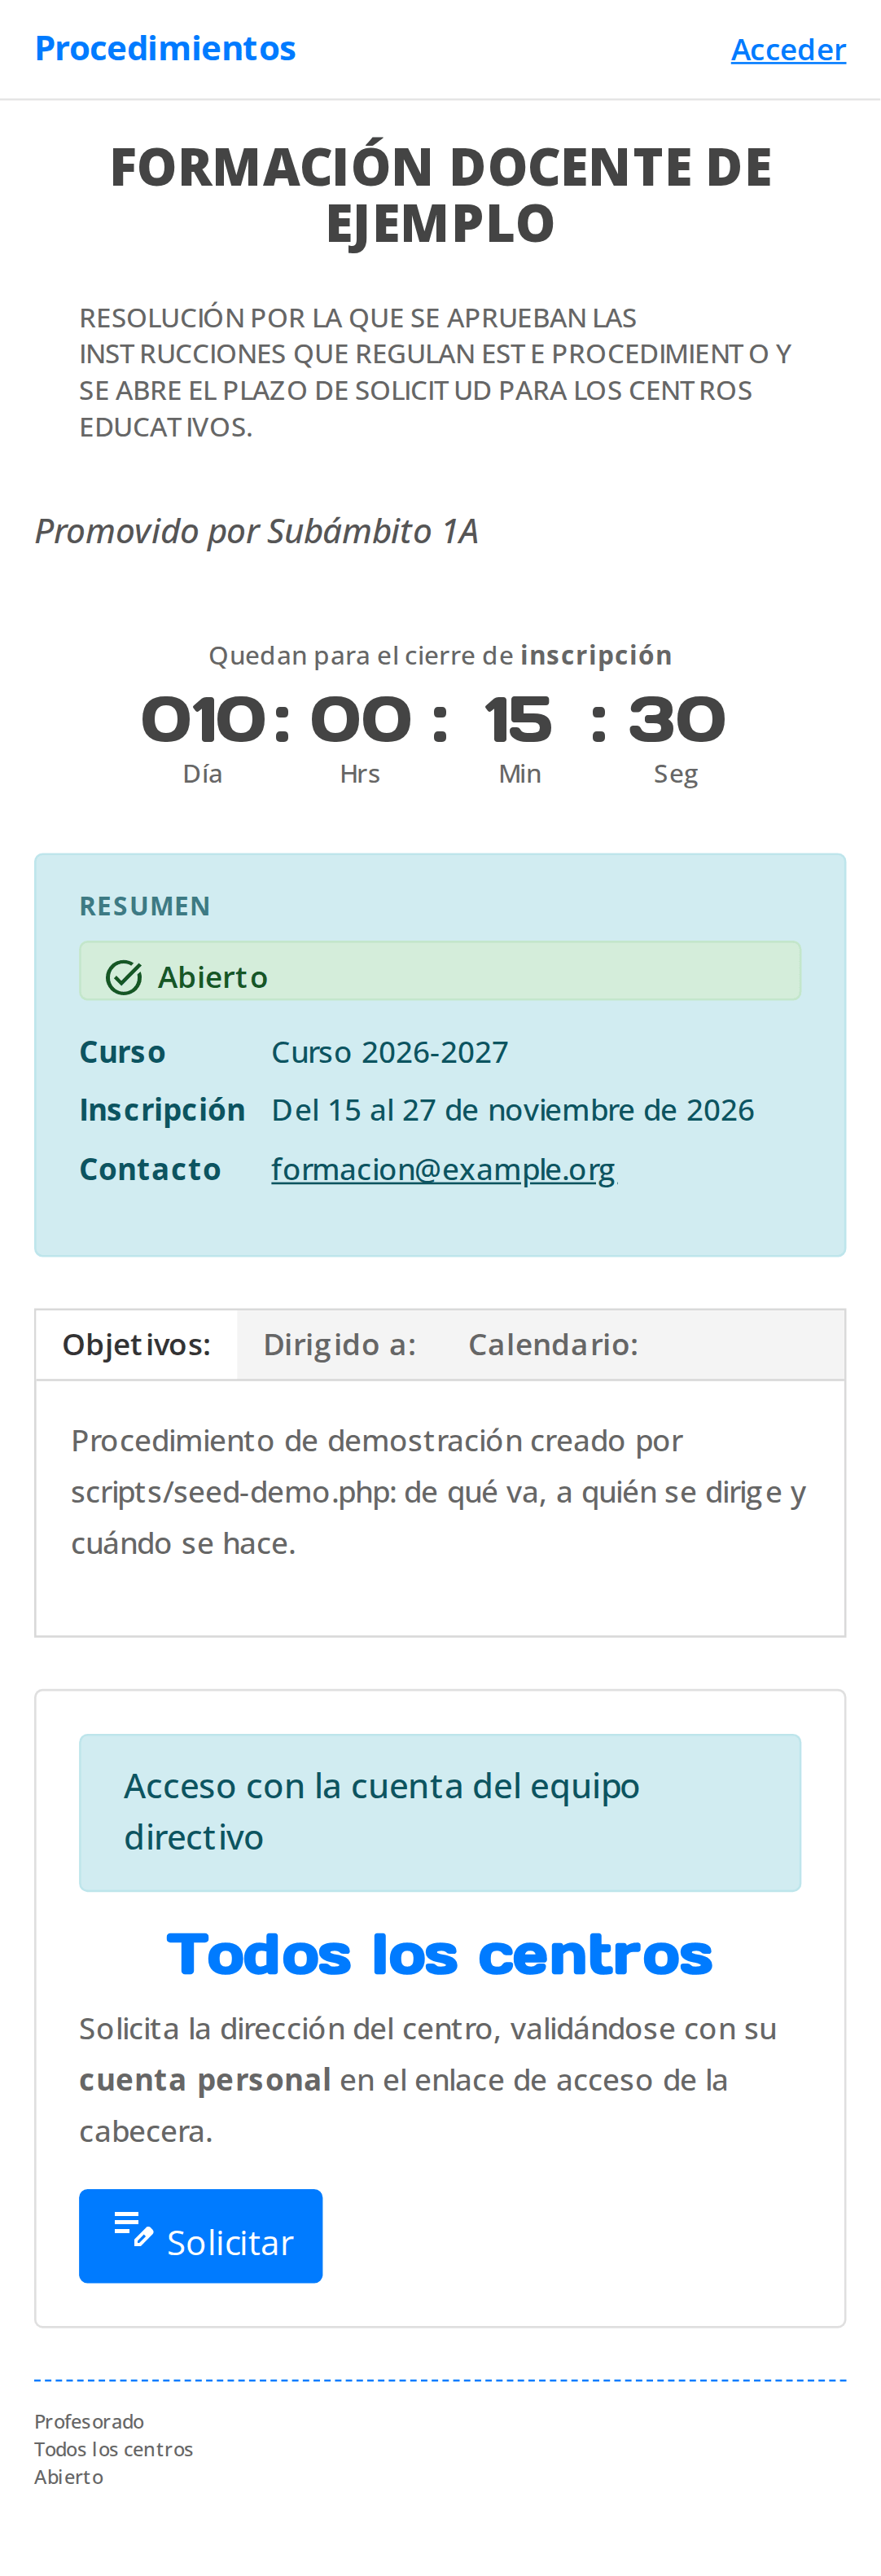 Procedimientos
Acceder
FORMACIÓN DOCENTE DE
EJEMPLO
RESOLUCIÓN POR LA QUE SE APRUEBAN LAS
INSTRUCCIONES QUE REGULAN ESTE PROCEDIMIENTO Y
SE ABRE EL PLAZO DE SOLICITUD PARA LOS CENTROS
EDUCATIVOS.
Promovido por Subámbito 1A
Quedan para el cierre de inscripción
010 : 00 : 15 : 30
Día Hrs Min Seg
RESUMEN
Abierto
Curso Curso 2026-2027
Inscripción Del 15 al 27 de noviembre de 2026
Contacto formacion@example.org
Objetivos: Dirigido a: Calendario:
Procedimiento de demostración creado por
scripts/seed-demo.php: de qué va, a quién se dirige y
cuándo se hace.
Acceso con la cuenta del equipo
directivo
Todos los centros
Solicita la dirección del centro, validándose con su
cuenta personal en el enlace de acceso de la
cabecera.
Solicitar
Profesorado
Todos los centros
Abierto